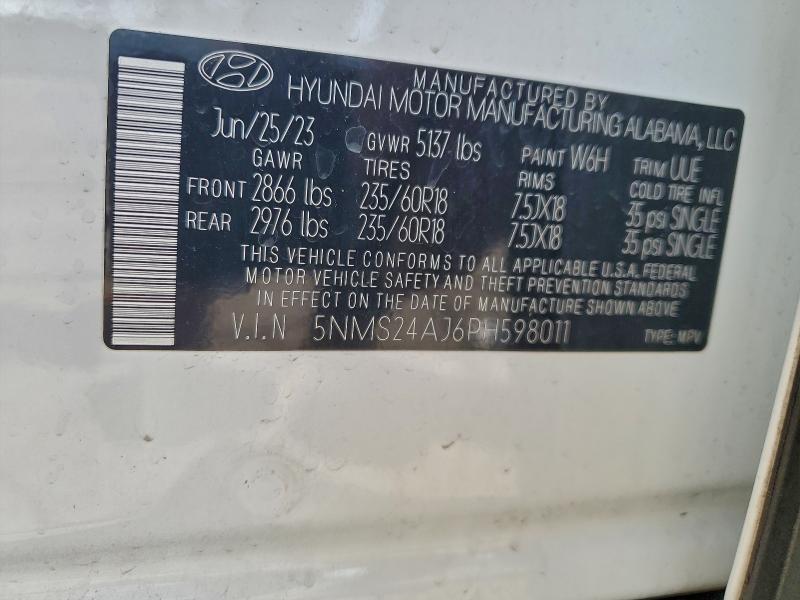 MANUFACTURED BY
HYUNDAI MOTOR MANUFACTURING ALABAMA, LLC
Jun/25/23 GVWR 5137 lbs PAINT W6H TRIM UUE
GAWR TIRES RIMS COLD TIRE INFL
FRONT 2866 lbs 235/60R18 7.5JX18 35 psi SINGLE
REAR 2976 lbs 235/60R18 7.5JX18 35 psi SINGLE
THIS VEHICLE CONFORMS TO ALL APPLICABLE U.S.A. FEDERAL
MOTOR VEHICLE SAFETY AND THEFT PREVENTION STANDARDS
IN EFFECT ON THE DATE OF MANUFACTURE SHOWN ABOVE
V.I.N 5NMS24AJ6PH598011 TYPE: MPV